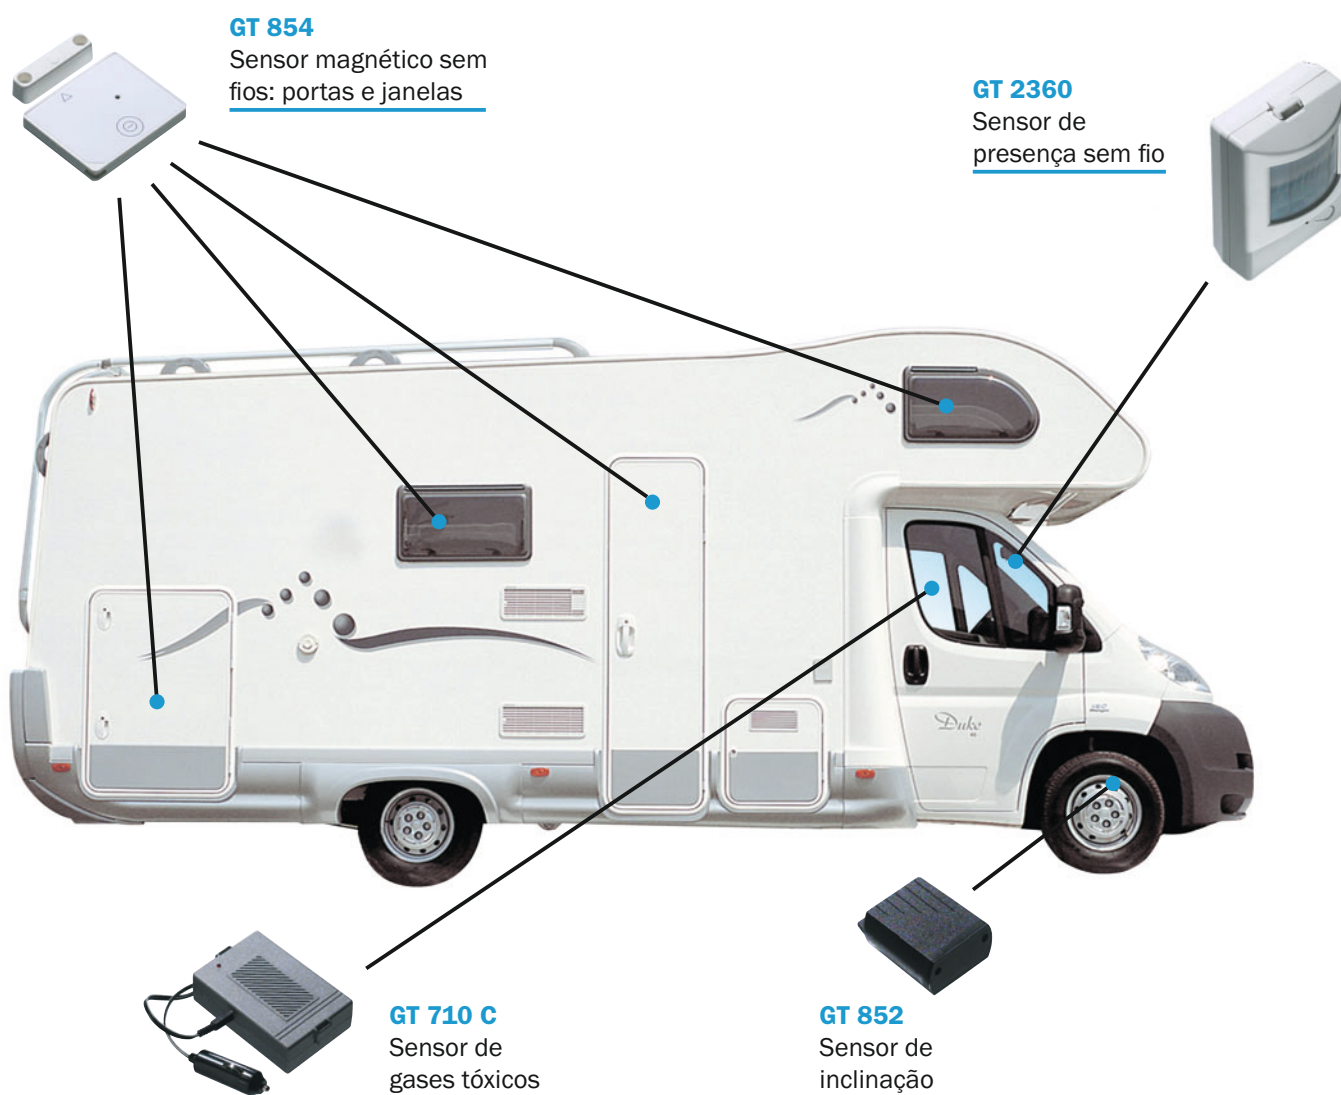 GT 854
Sensor magnético sem
fios: portas e janelas
GT 2360
Sensor de
presença sem fio
Duke
GT 710 C
Sensor de
gases tóxicos
GT 852
Sensor de
inclinação